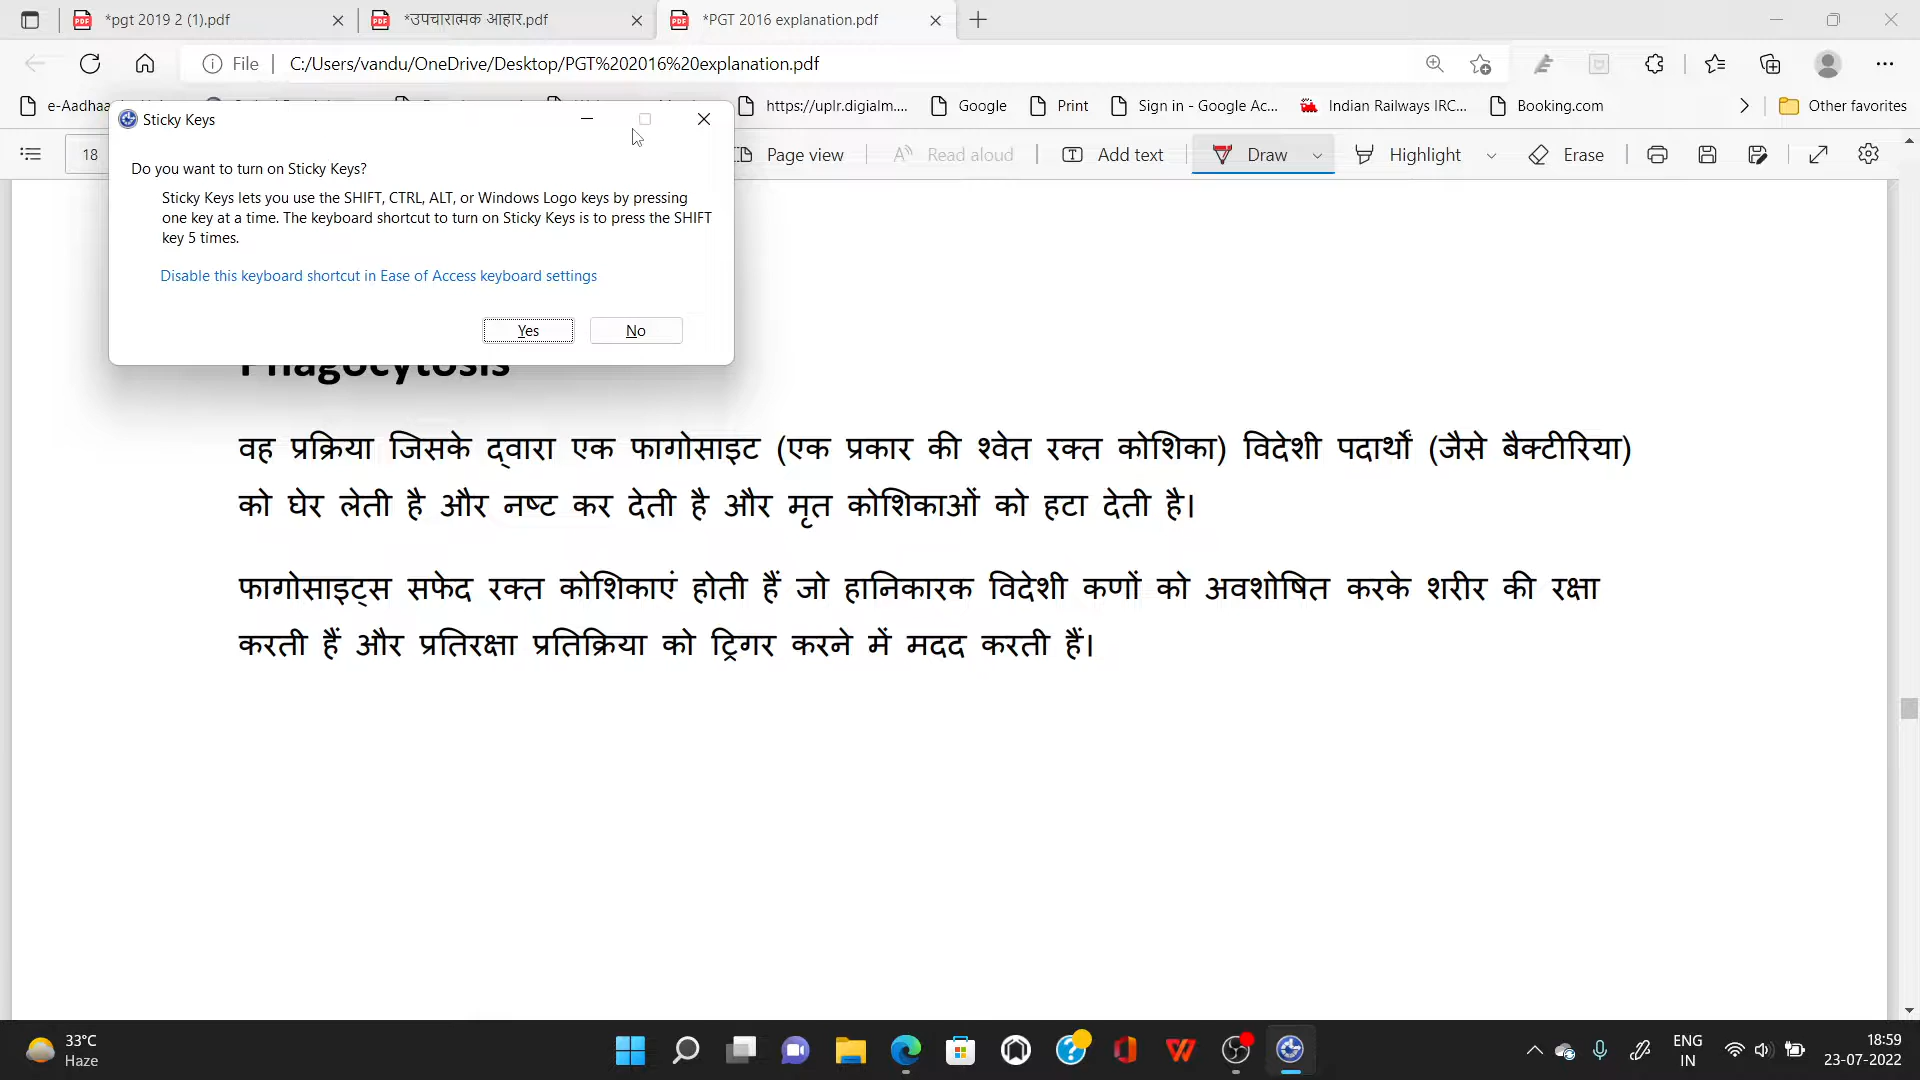 *pgt 2019 2 (1).pdf
*उपचारात्मक आहार.pdf
*PGT 2016 explanation.pdf
File
C:/Users/vandu/OneDrive/Desktop/PGT%202016%20explanation.pdf
https://uplr.digialm....
Google
Print
Sign in - Google Ac...
Indian Railways IRC...
Booking.com
Other favorites
18
Page view
Read aloud
Add text
Draw
Highlight
Erase
Sticky Keys
Do you want to turn on Sticky Keys?
Sticky Keys lets you use the SHIFT, CTRL, ALT, or Windows Logo keys by pressing
one key at a time. The keyboard shortcut to turn on Sticky Keys is to press the SHIFT
key 5 times.
Disable this keyboard shortcut in Ease of Access keyboard settings
Yes
No
Phagocytosis
वह प्रक्रिया जिसके द्वारा एक फागोसाइट (एक प्रकार की श्वेत रक्त कोशिका) विदेशी पदार्थों (जैसे बैक्टीरिया)
को घेर लेती है और नष्ट कर देती है और मृत कोशिकाओं को हटा देती है।
फागोसाइट्स सफेद रक्त कोशिकाएं होती हैं जो हानिकारक विदेशी कणों को अवशोषित करके शरीर की रक्षा
करती हैं और प्रतिरक्षा प्रतिक्रिया को ट्रिगर करने में मदद करती हैं।
33°C
Haze
ENG
IN
18:59
23-07-2022